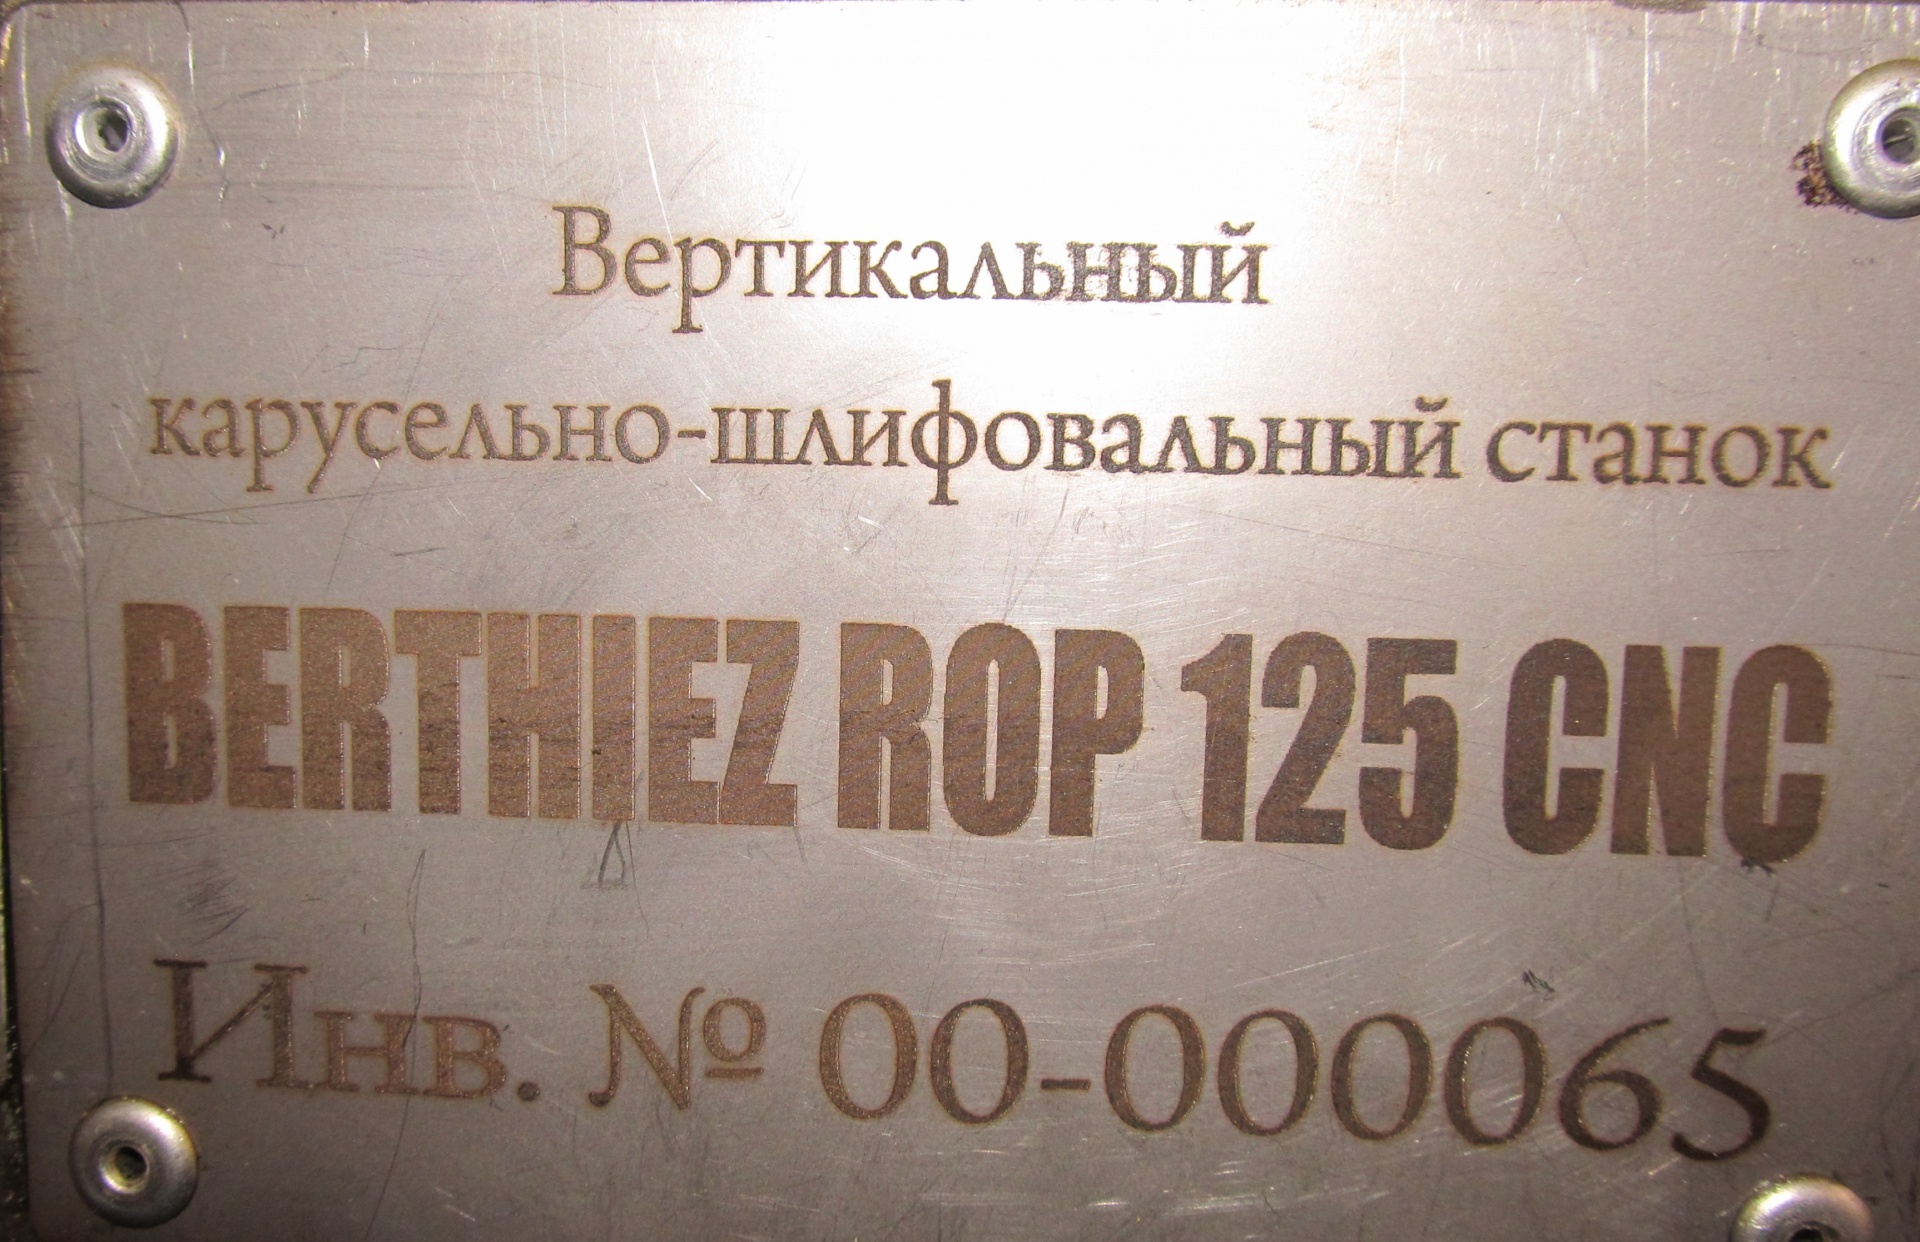 Вертикальный
карусельно-шлифовальный станок
BERTHIEZ ROP 125 CNC
Инв. № 00-000065